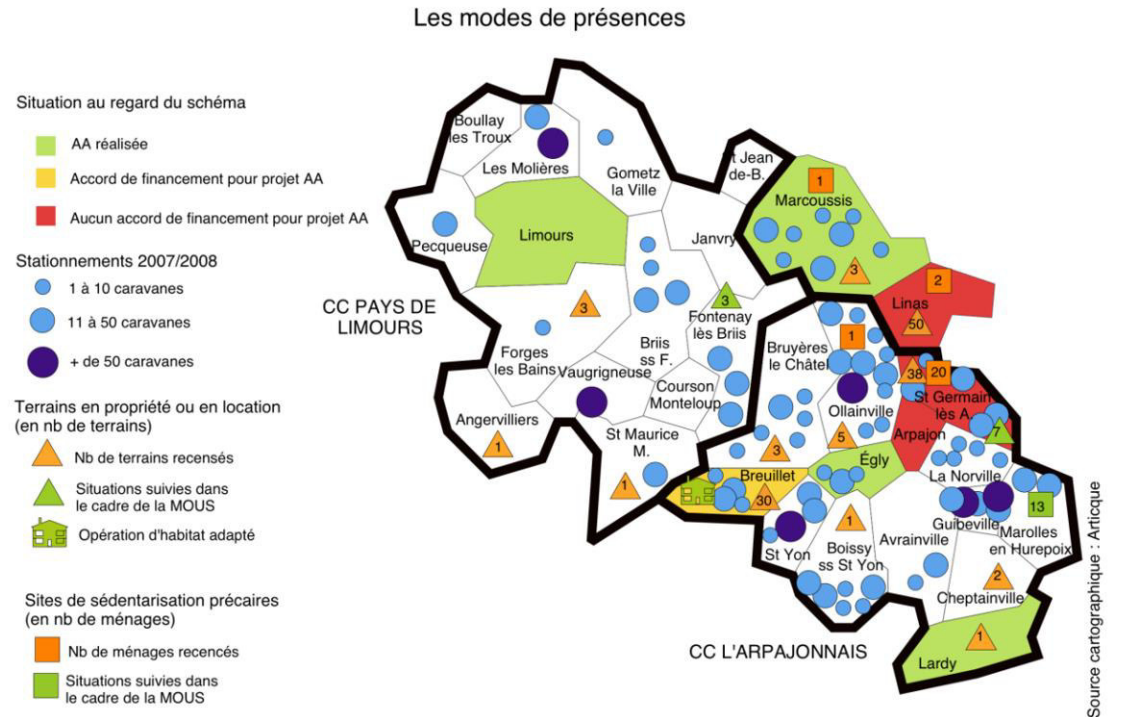 Les modes de présences
Situation au regard du schéma
AA réalisée
Accord de financement pour projet AA
Aucun accord de financement pour projet AA
Stationnements 2007/2008
1 à 10 caravanes
11 à 50 caravanes
+ de 50 caravanes
Terrains en propriété ou en location
(en nb de terrains)
Nb de terrains recensés
Situations suivies dans
le cadre de la MOUS
Opération d'habitat adapté
Sites de sédentarisation précaires
(en nb de ménages)
Nb de ménages recencés
Situations suivies dans
le cadre de la MOUS
CC PAYS DE
LIMOURS
Boullay
les Troux
Les Molières
Gometz
la Ville
t Jean
de-B.
Pecqueuse
Limours
Janvry
3
Forges
les Bains
Briis
ss F.
3
Fontenay
lès Briis
Vaugrigneuse
Courson
Monteloup
Angervilliers
1
St Maurice
M.
1
1
Marcoussis
3
2
Linas
50
Bruyères
le Châtel
1
38
20
St Germain
lès A.
Ollainville
5
Arpajon
7
3
Égly
La Norville
Breuillet
30
13
Guibeville
Marolles
en Hurepoix
St Yon
1
Boissy
ss St Yon
Avrainville
2
Cheptainville
1
Lardy
CC L'ARPAJONNAIS
Source cartographique : Articque